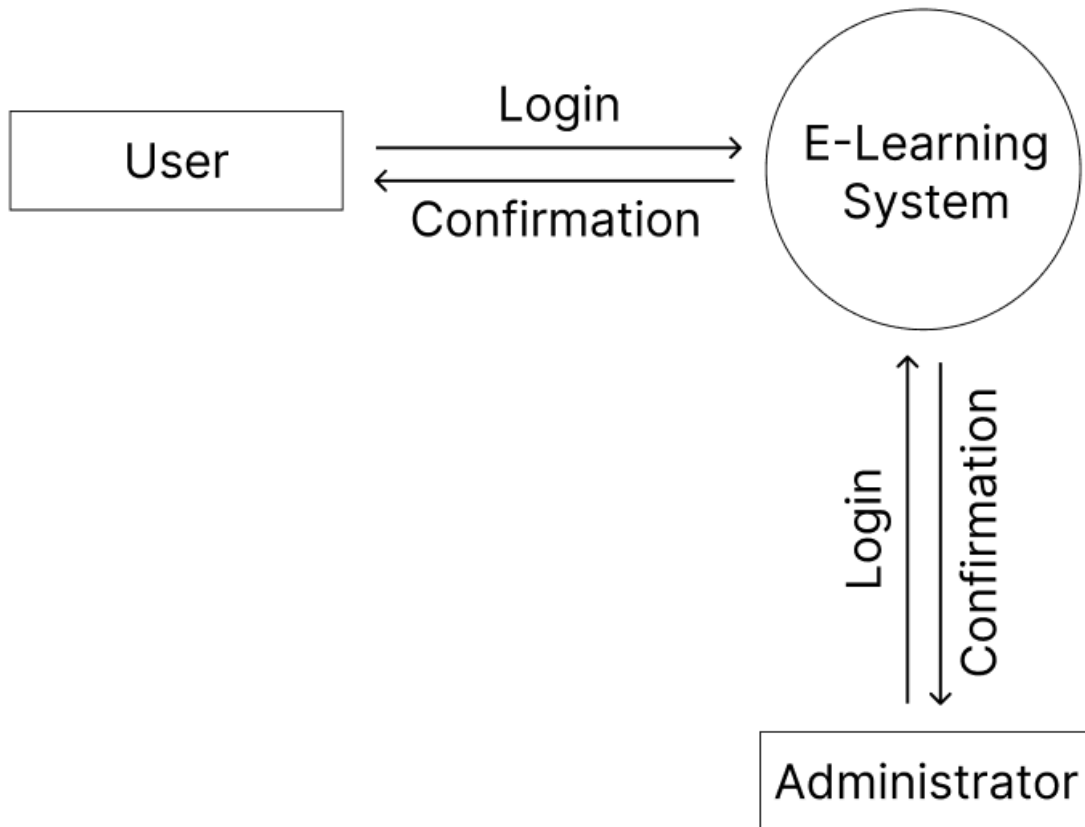 Login
User
E-Learning
System
Confirmation
Login
Confirmation
Administrator